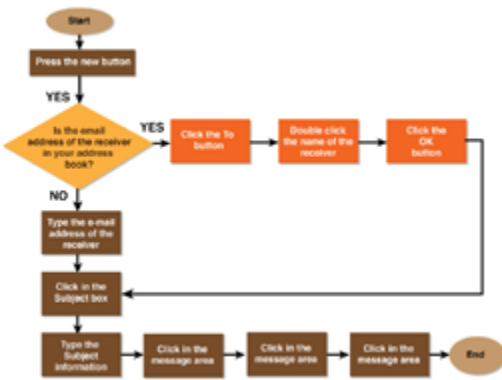 Start
Press the new button
YES
Is the email
address of the receiver
in your address
book?
YES
Click the To
button
Double click
the name of the
receiver
Click the
OK
button
NO
Type the e-mail
address of the
receiver
Click in the
Subject box
Type the
Subject
information
Click in the
message area
Click in the
message area
Click in the
message area
End